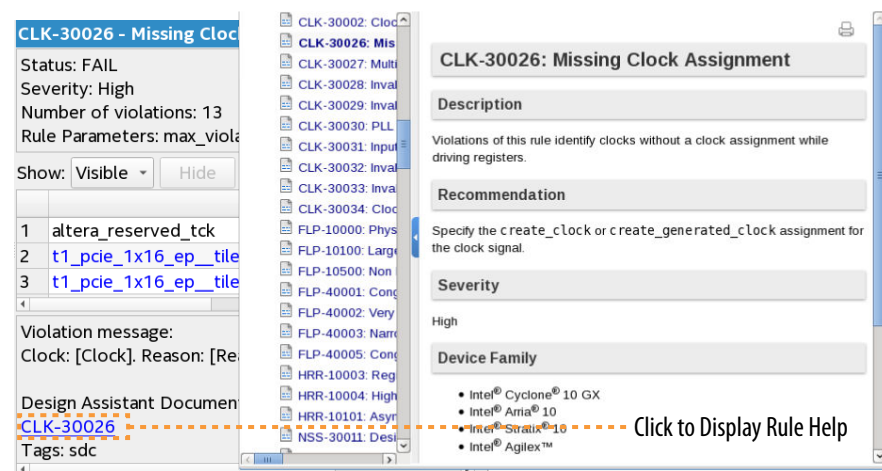 CLK-30026 - Missing Cloc
Status: FAIL
Severity: High
Number of violations: 13
Rule Parameters: max_viola
Show: Visible Hide
1 altera_reserved_tck
2 t1_pcie_1x16_ep__tile
3 t1_pcie_1x16_ep__tile
Violation message:
Clock: [Clock]. Reason: [Re
Design Assistant Documen
CLK-30026
Tags: sdc
CLK-30002: Cloc
CLK-30026: Mis
CLK-30027: Multi
CLK-30028: Inval
CLK-30029: Inval
CLK-30030: PLL
CLK-30031: Input
CLK-30032: Inval
CLK-30033: Inva
CLK-30034: Cloc
FLP-10000: Phys
FLP-10100: Large
FLP-10500: Non
FLP-40001: Cong
FLP-40002: Very
FLP-40003: Narro
FLP-40005: Cong
HRR-10003: Reg
HRR-10004: High
HRR-10101: Asyn
NSS-30011: Desi
CLK-30026: Missing Clock Assignment
Description
Violations of this rule identify clocks without a clock assignment while
driving registers.
Recommendation
Specify the create_clock or create_generated_clock assignment for
the clock signal.
Severity
High
Device Family
• Intel® Cyclone® 10 GX
• Intel® Arria® 10
• Intel® Stratix® 10
• Intel® Agilex™
Click to Display Rule Help